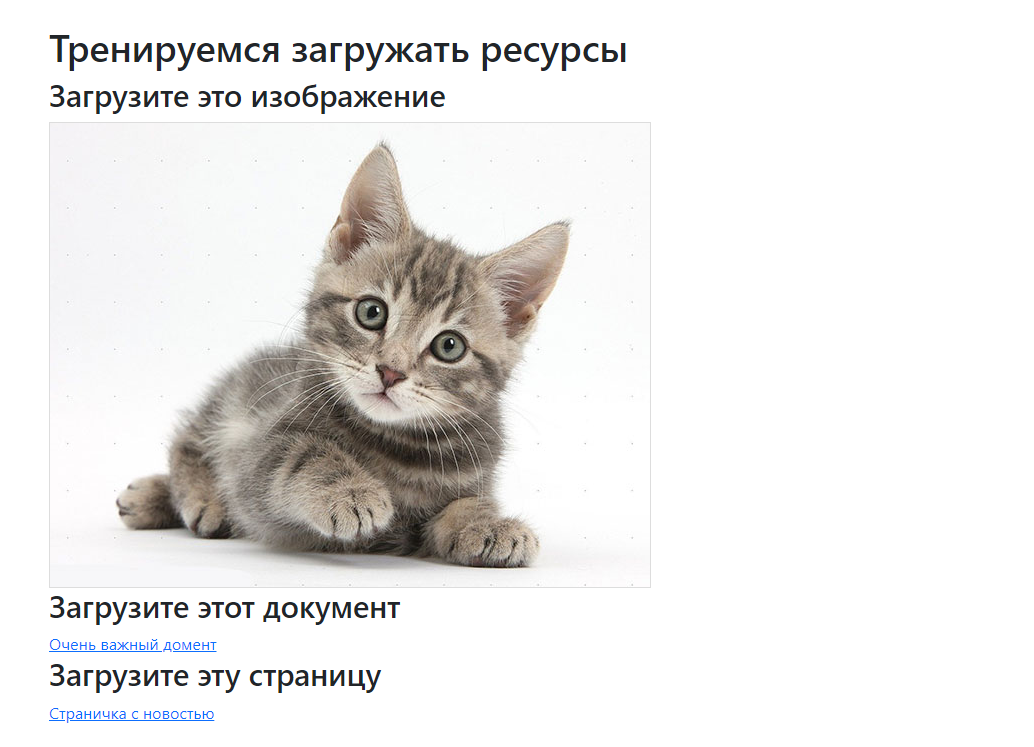 Тренируемся загружать ресурсы
Загрузите это изображение
Загрузите этот документ
Очень важный домент
Загрузите эту страницу
Страничка с новостью